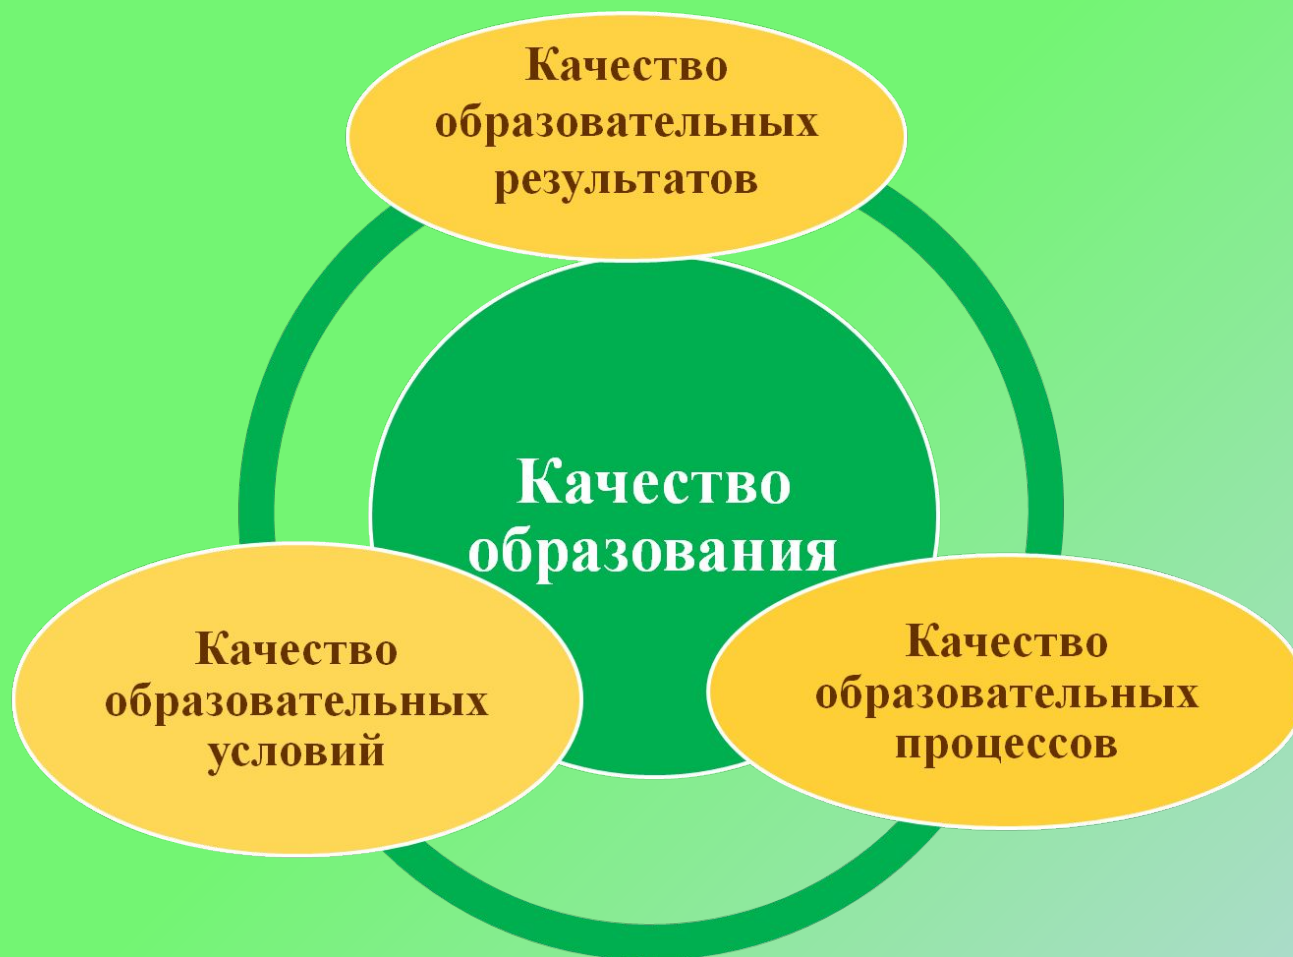 Качество
образовательных
результатов
Качество
образования
Качество
образовательных
условий
Качество
образовательных
процессов